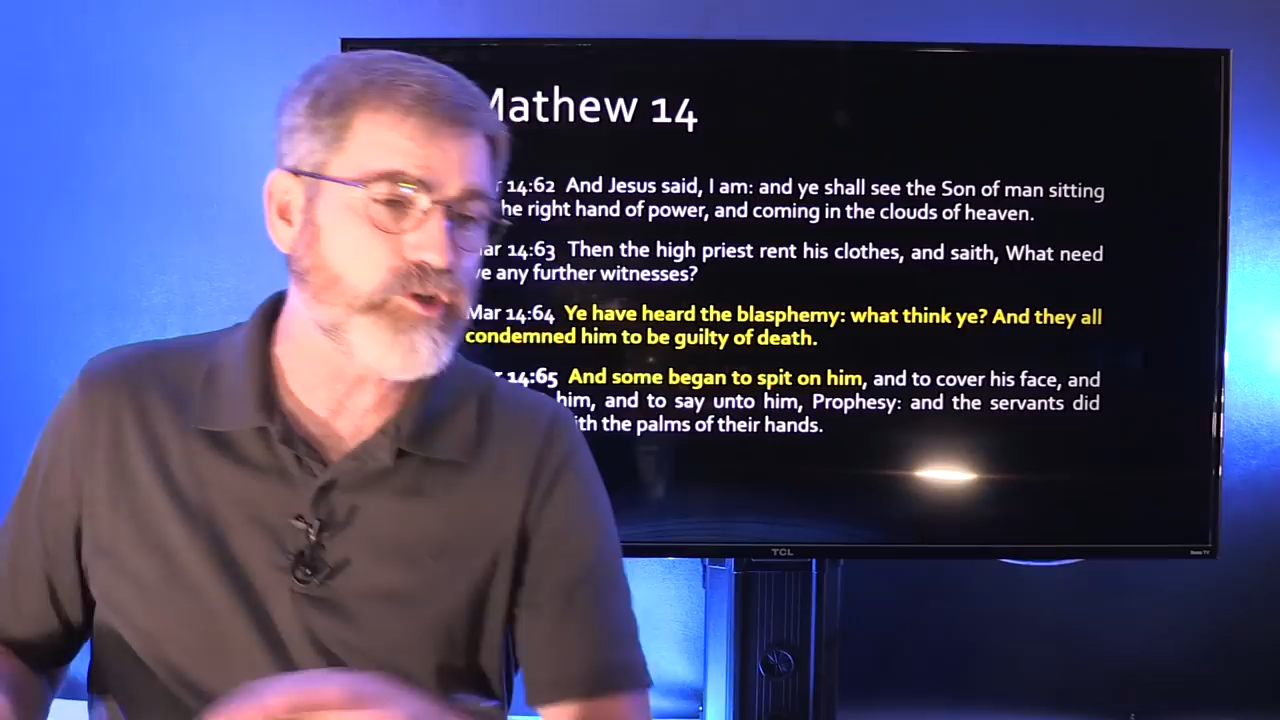 Mathew 14
14:62 And Jesus said, I am: and ye shall see the Son of man sitting
right hand of power, and coming in the clouds of heaven.
14:63 Then the high priest rent his clothes, and saith, What need
any further witnesses?
Mar 14:64 Ye have heard the blasphemy: what think ye? And they all
condemned him to be guilty of death.
14:65 And some began to spit on him, and to cover his face, and
him, and to say unto him, Prophesy: and the servants did
the palms of their hands.
TCL
Roku TV